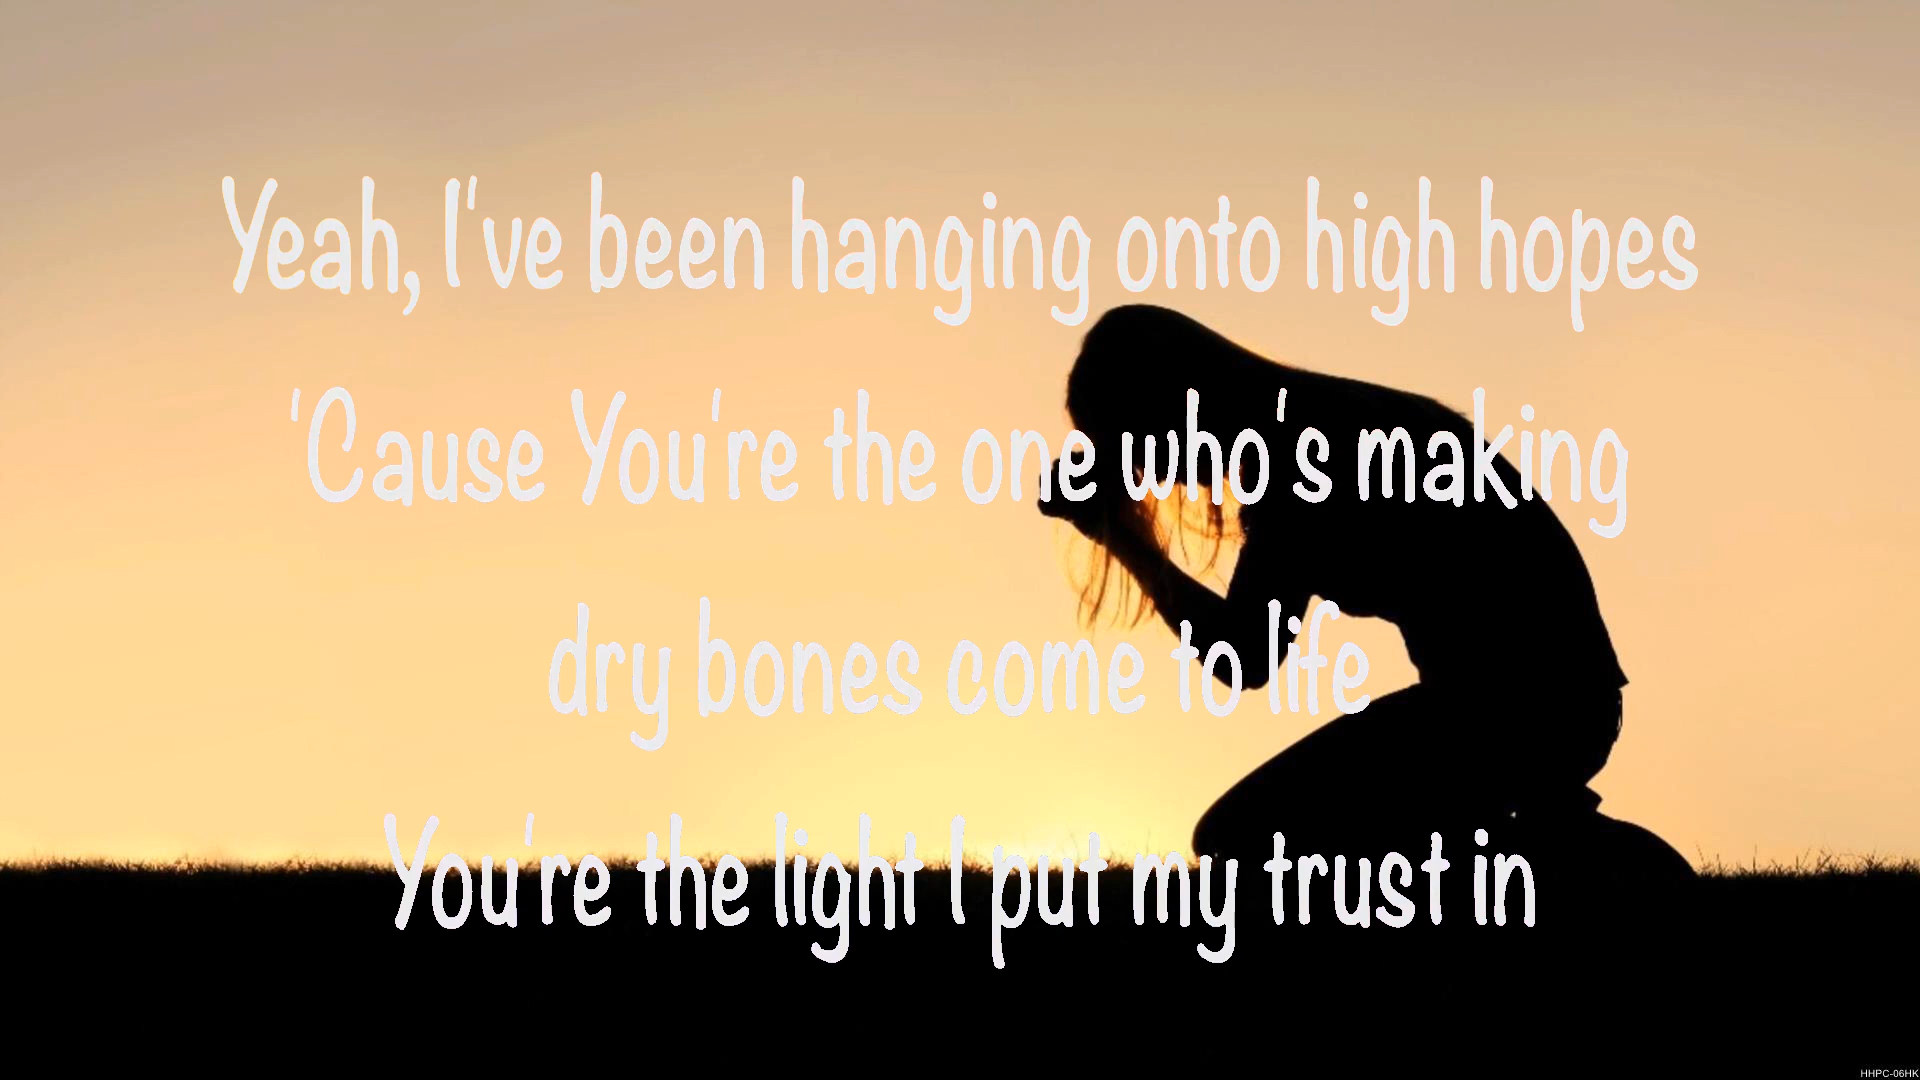 Yeah, I've been hanging onto high hopes
'Cause You're the one who's making
dry bones come to life
You're the light I put my trust in
HHPC-06HK